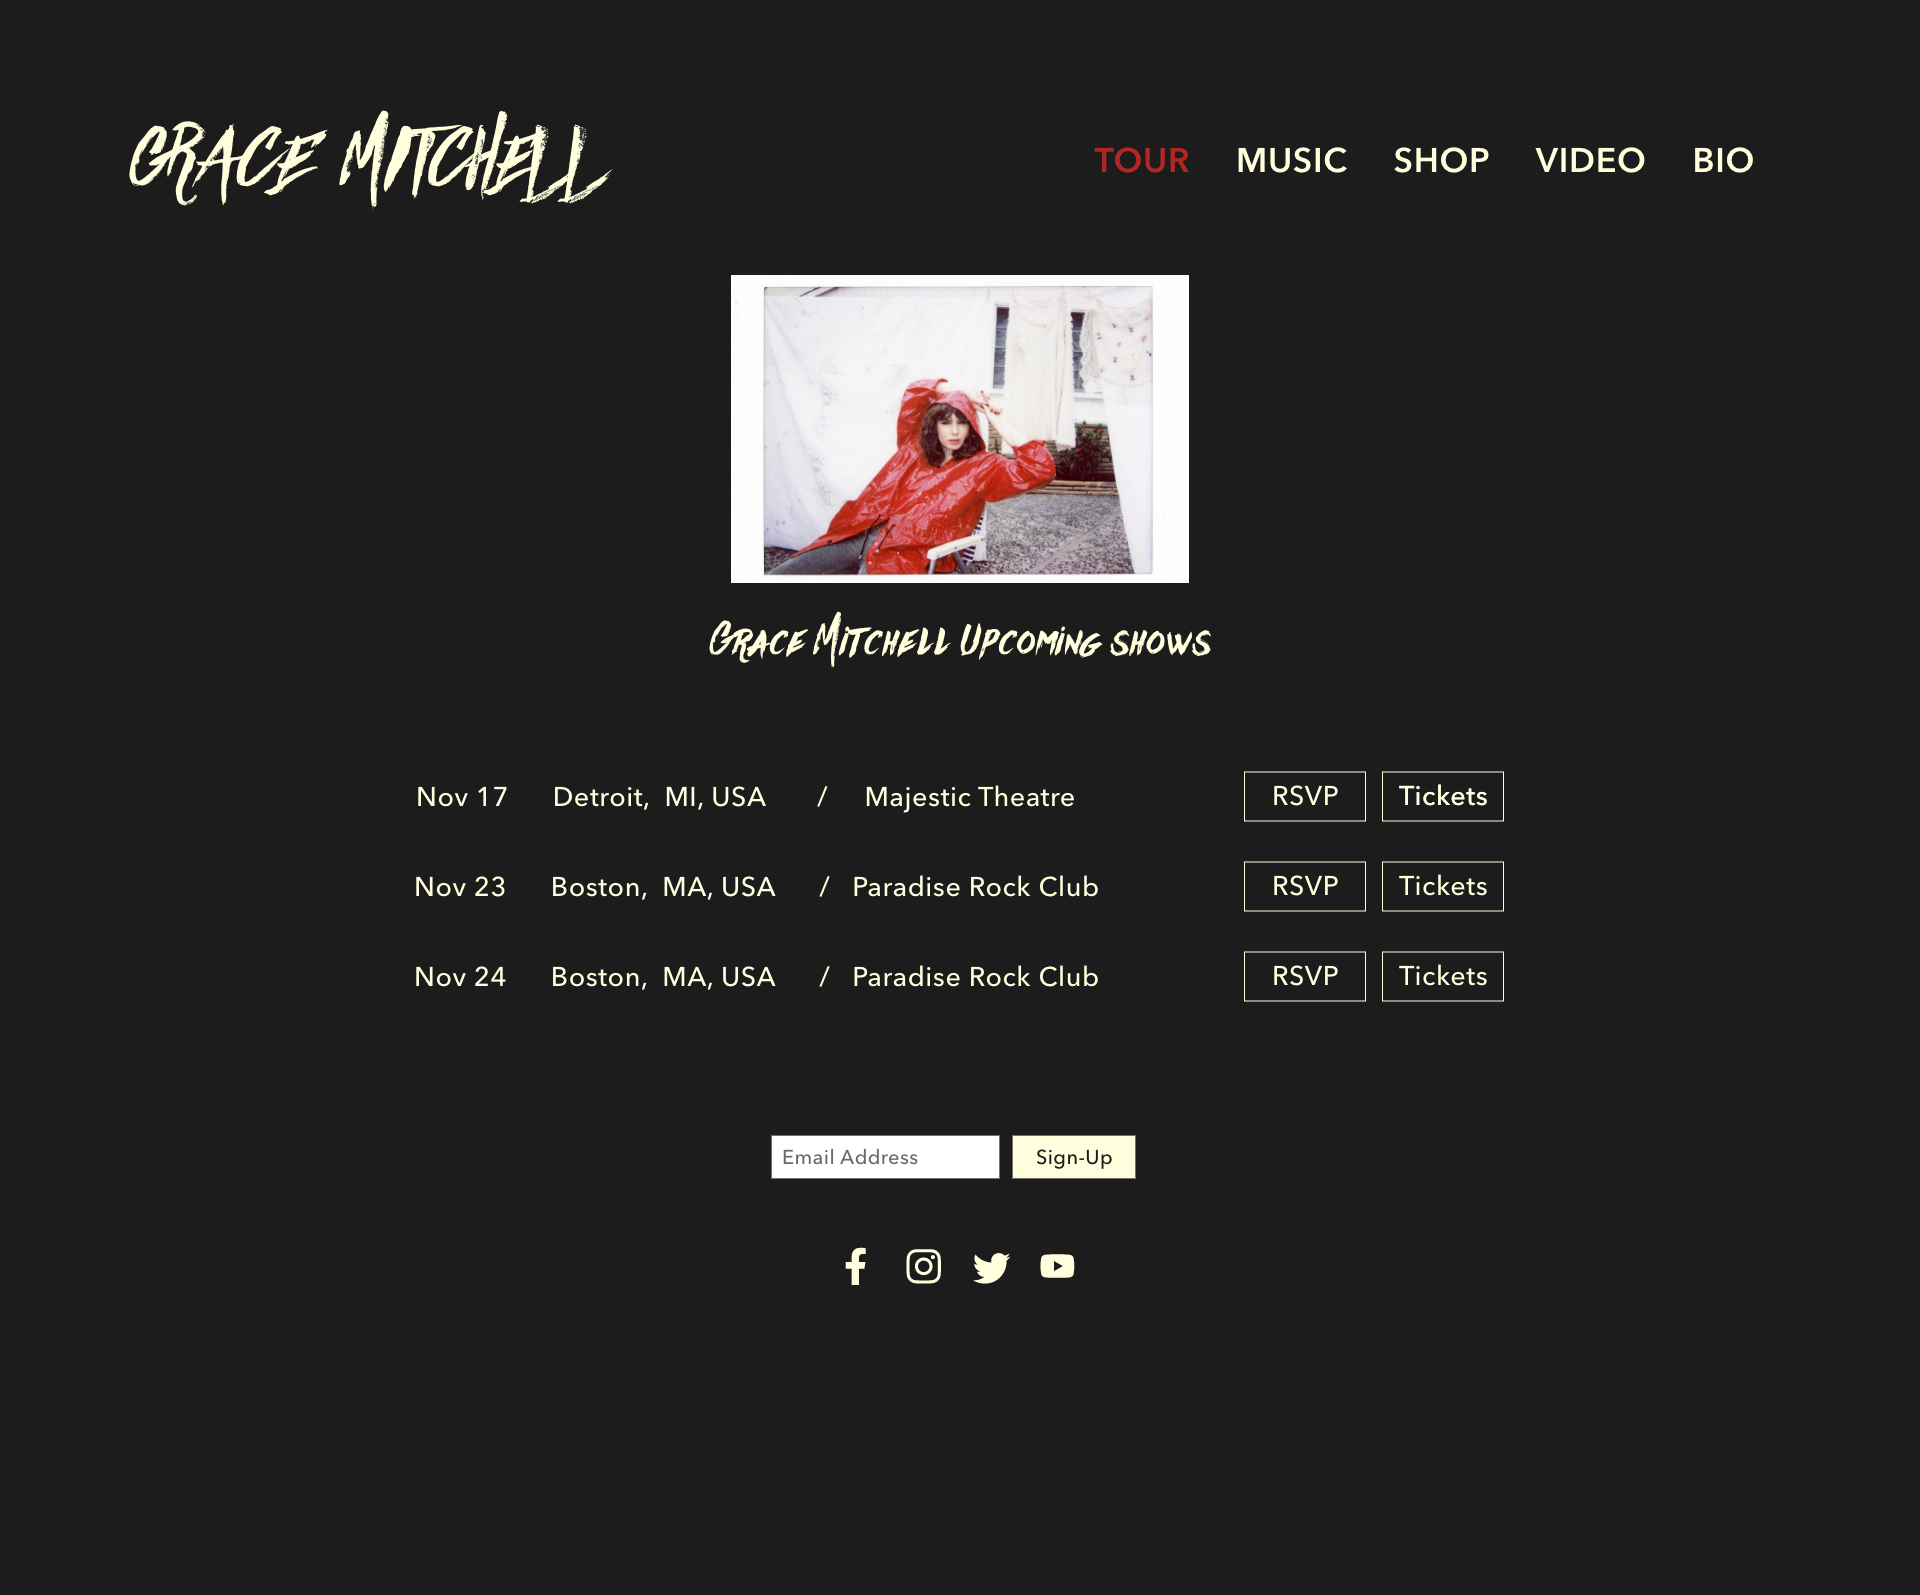 GRACE MITCHELL
TOUR MUSIC SHOP VIDEO BIO
Grace Mitchell Upcoming shows
Nov 17 Detroit, MI, USA / Majestic Theatre RSVP Tickets
Nov 23 Boston, MA, USA / Paradise Rock Club RSVP Tickets
Nov 24 Boston, MA, USA / Paradise Rock Club RSVP Tickets
Email Address Sign-Up